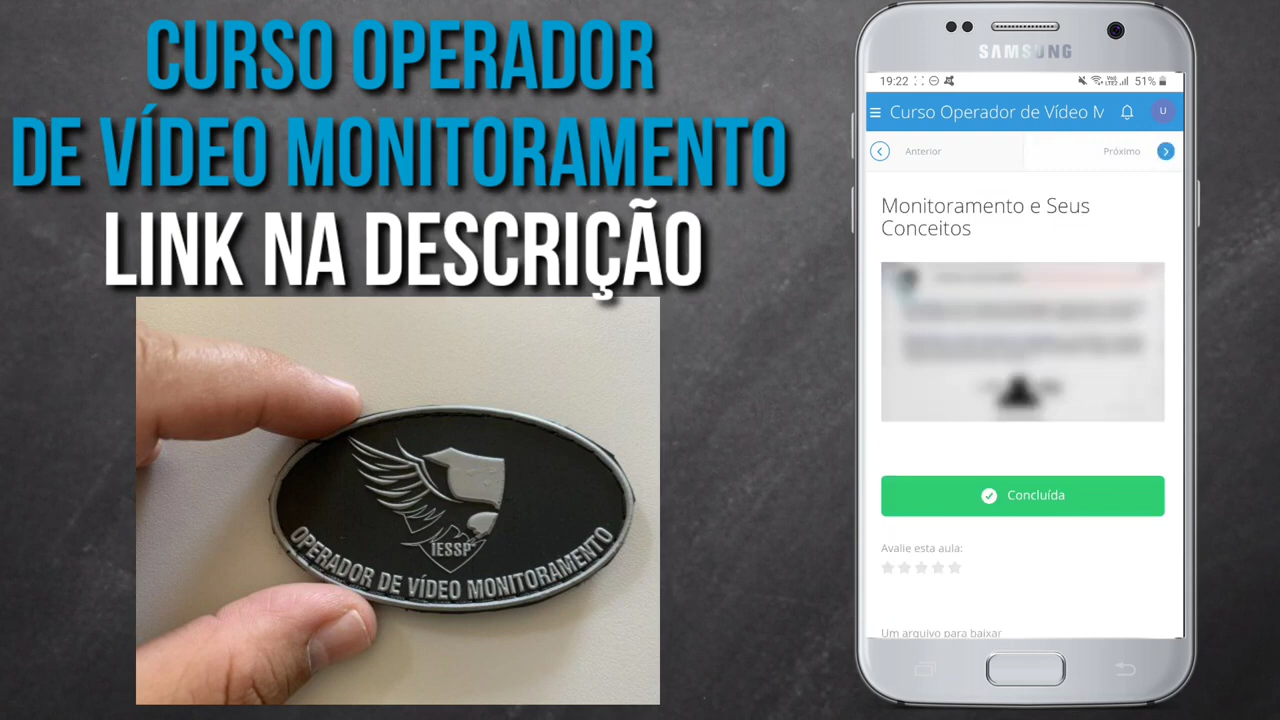 CURSO OPERADOR
DE VÍDEO MONITORAMENTO
LINK NA DESCRIÇÃO
IESSP
OPERADOR DE VÍDEO MONITORAMENTO
SAMSUNG
19:22
51%
Curso Operador de Vídeo M
U
Anterior
Próximo
Monitoramento e Seus
Conceitos
Concluída
Avalie esta aula:
Um arquivo para baixar